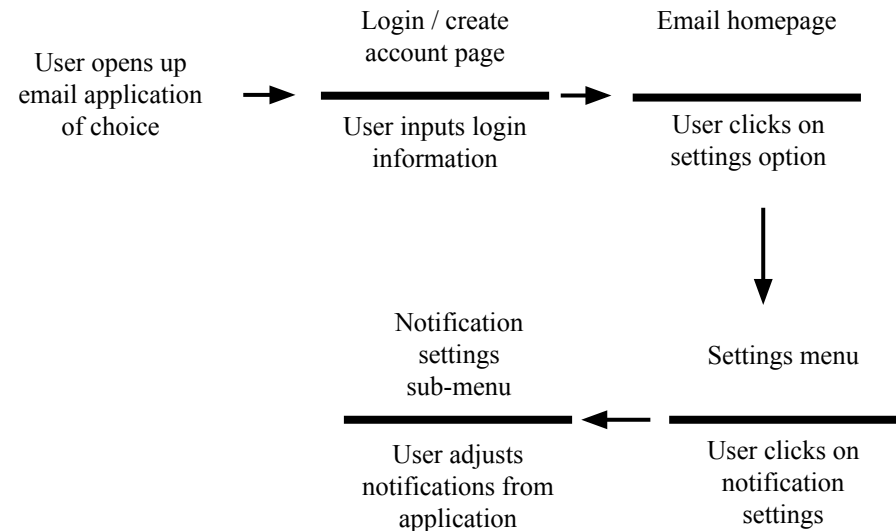 User opens up
email application
of choice
Login / create
account page
User inputs login
information
Email homepage
User clicks on
settings option
Settings menu
User clicks on
notification
settings
Notification
settings
sub-menu
User adjusts
notifications from
application